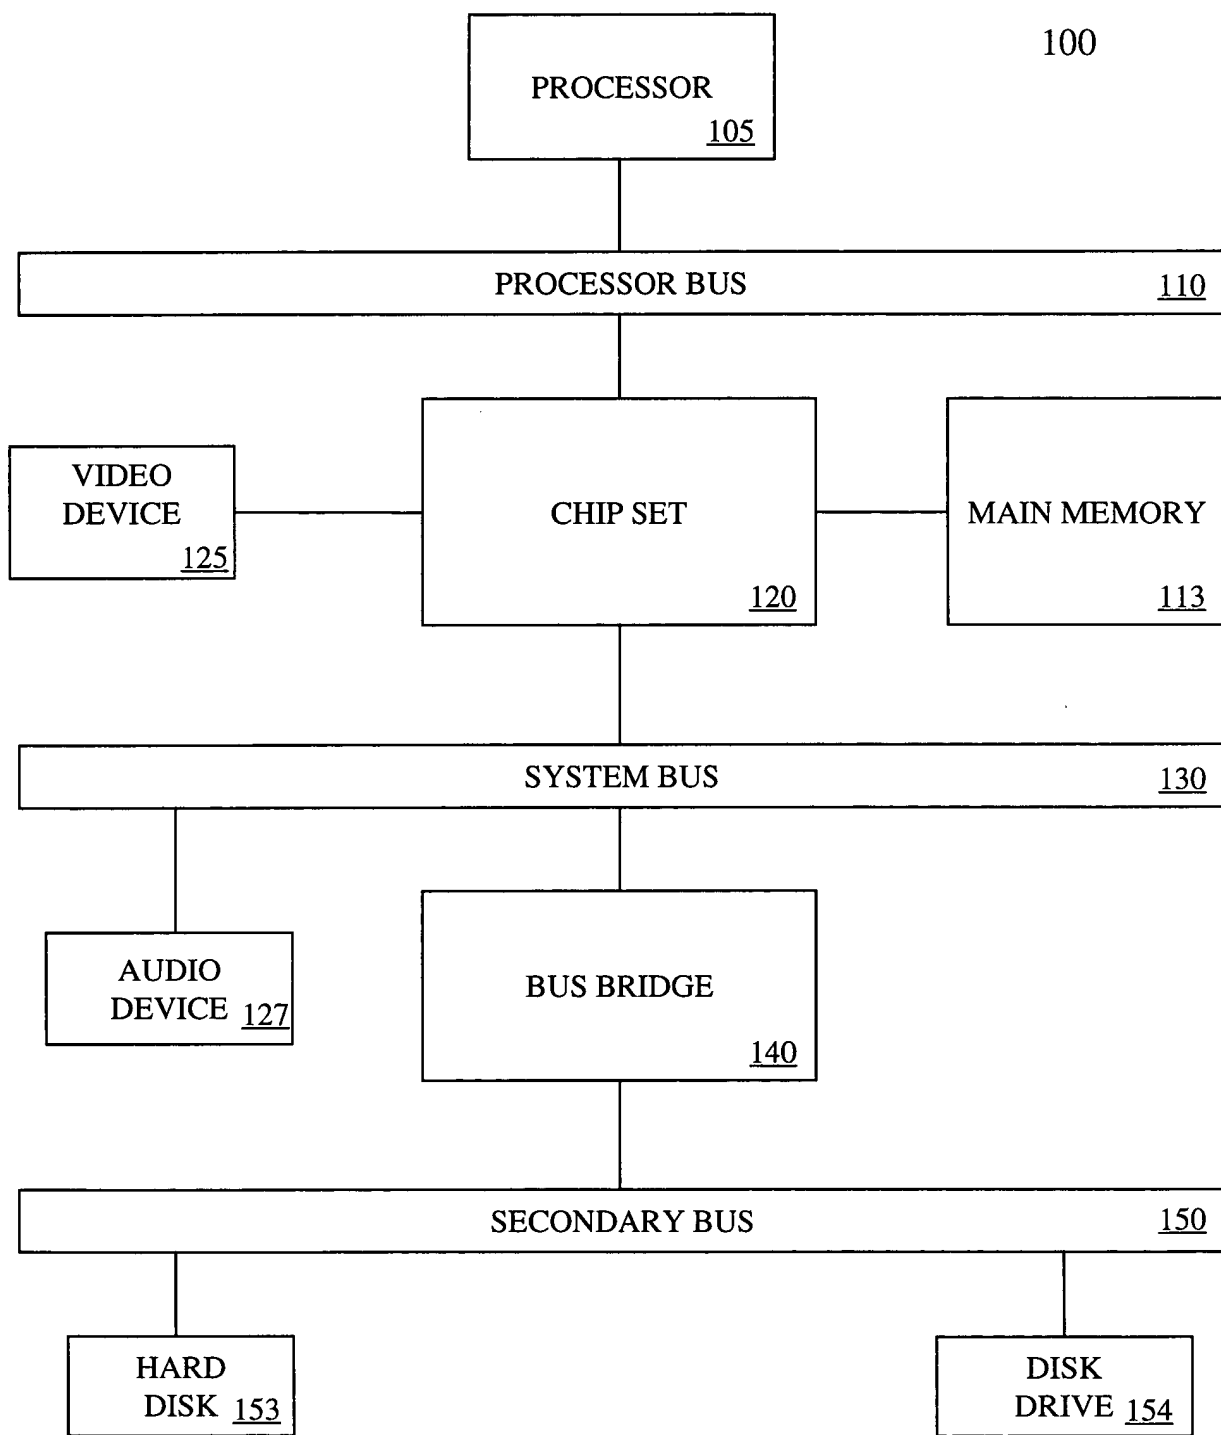 100
PROCESSOR
105
PROCESSOR BUS 110
VIDEO
DEVICE
125
CHIP SET
120
MAIN MEMORY
113
SYSTEM BUS 130
AUDIO
DEVICE 127
BUS BRIDGE
140
SECONDARY BUS 150
HARD
DISK 153
DISK
DRIVE 154